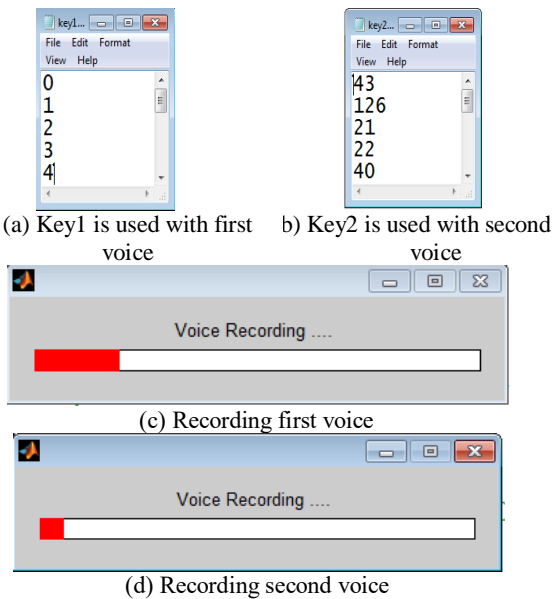 key1...
File Edit Format
View Help
0
1
2
3
4
key2...
File Edit Format
View Help
43
126
21
22
40
(a) Key1 is used with first
voice
b) Key2 is used with second
voice
Voice Recording ....
(c) Recording first voice
Voice Recording ....
(d) Recording second voice